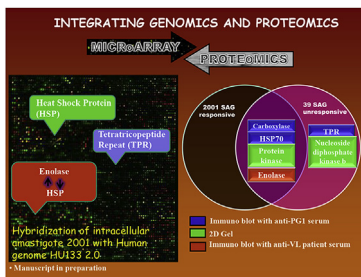 INTEGRATING GENOMICS AND PROTEOMICS
MICRoARRAY
PROTEoMICS
Heat Shock Protein
(HSP)
Tetratricopeptide
Repeat (TPR)
Enolase
HSP
Hybridization of intracellular
amastigote 2001 with Human
genome HU133 2.0
• Manuscript in preparation
2001 SAG
responsive
39 SAG
unresponsive
Carboxylase
HSP70
Protein
kinase
Enolase
TPR
Nucleoside
diphosphate
kinase b
Immuno blot with anti-PG1 serum
2D Gel
Immuno blot with anti-VL patient serum